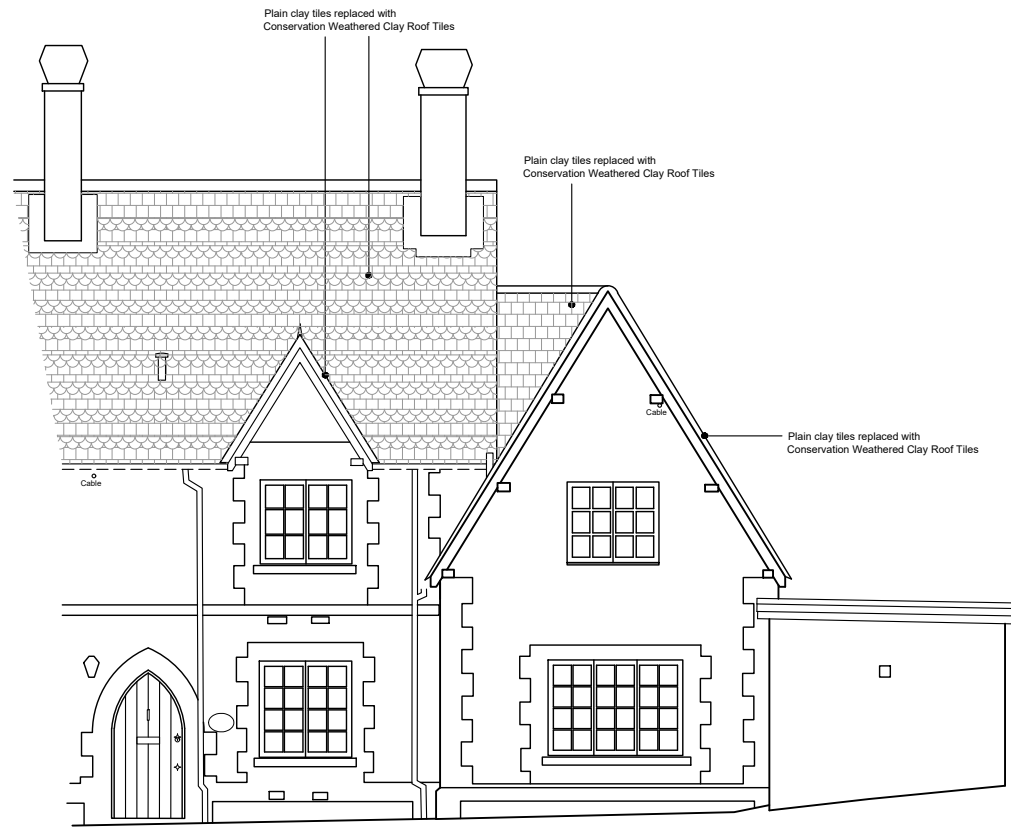 Plain clay tiles replaced with
Conservation Weathered Clay Roof Tiles
Plain clay tiles replaced with
Conservation Weathered Clay Roof Tiles
Cable
Plain clay tiles replaced with
Conservation Weathered Clay Roof Tiles
Cable